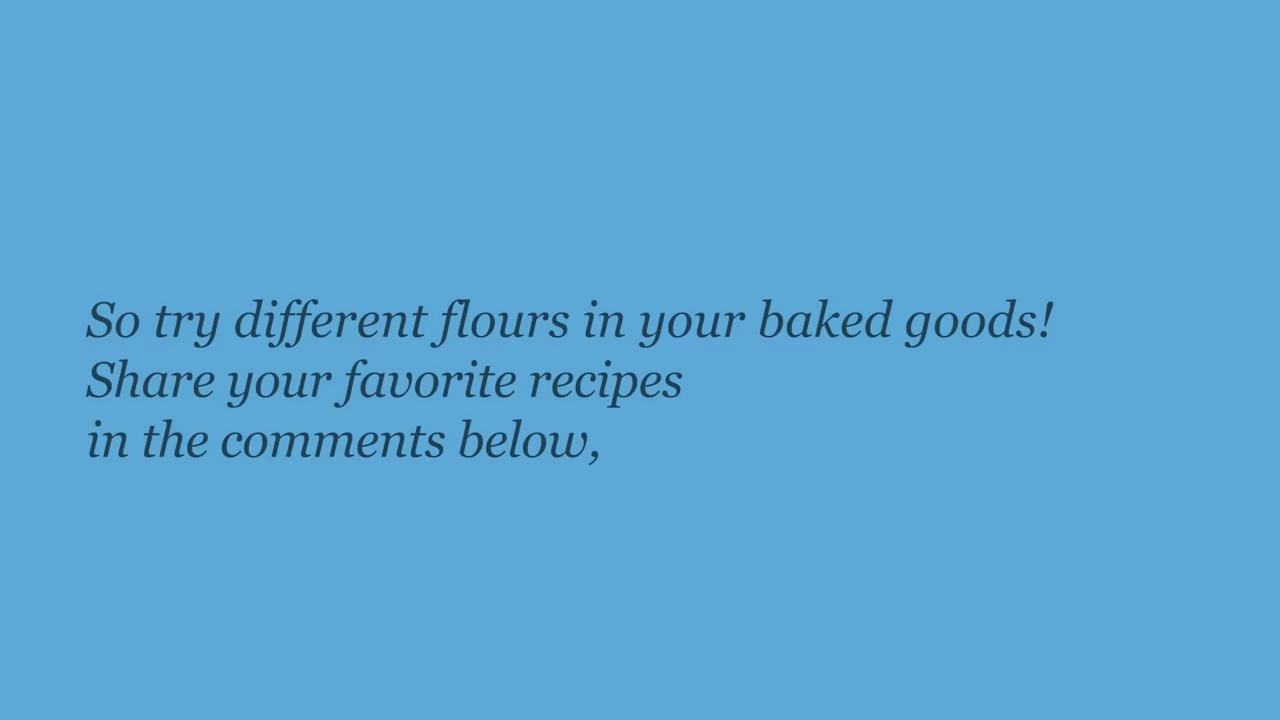 So try different flours in your baked goods!
Share your favorite recipes
in the comments below,